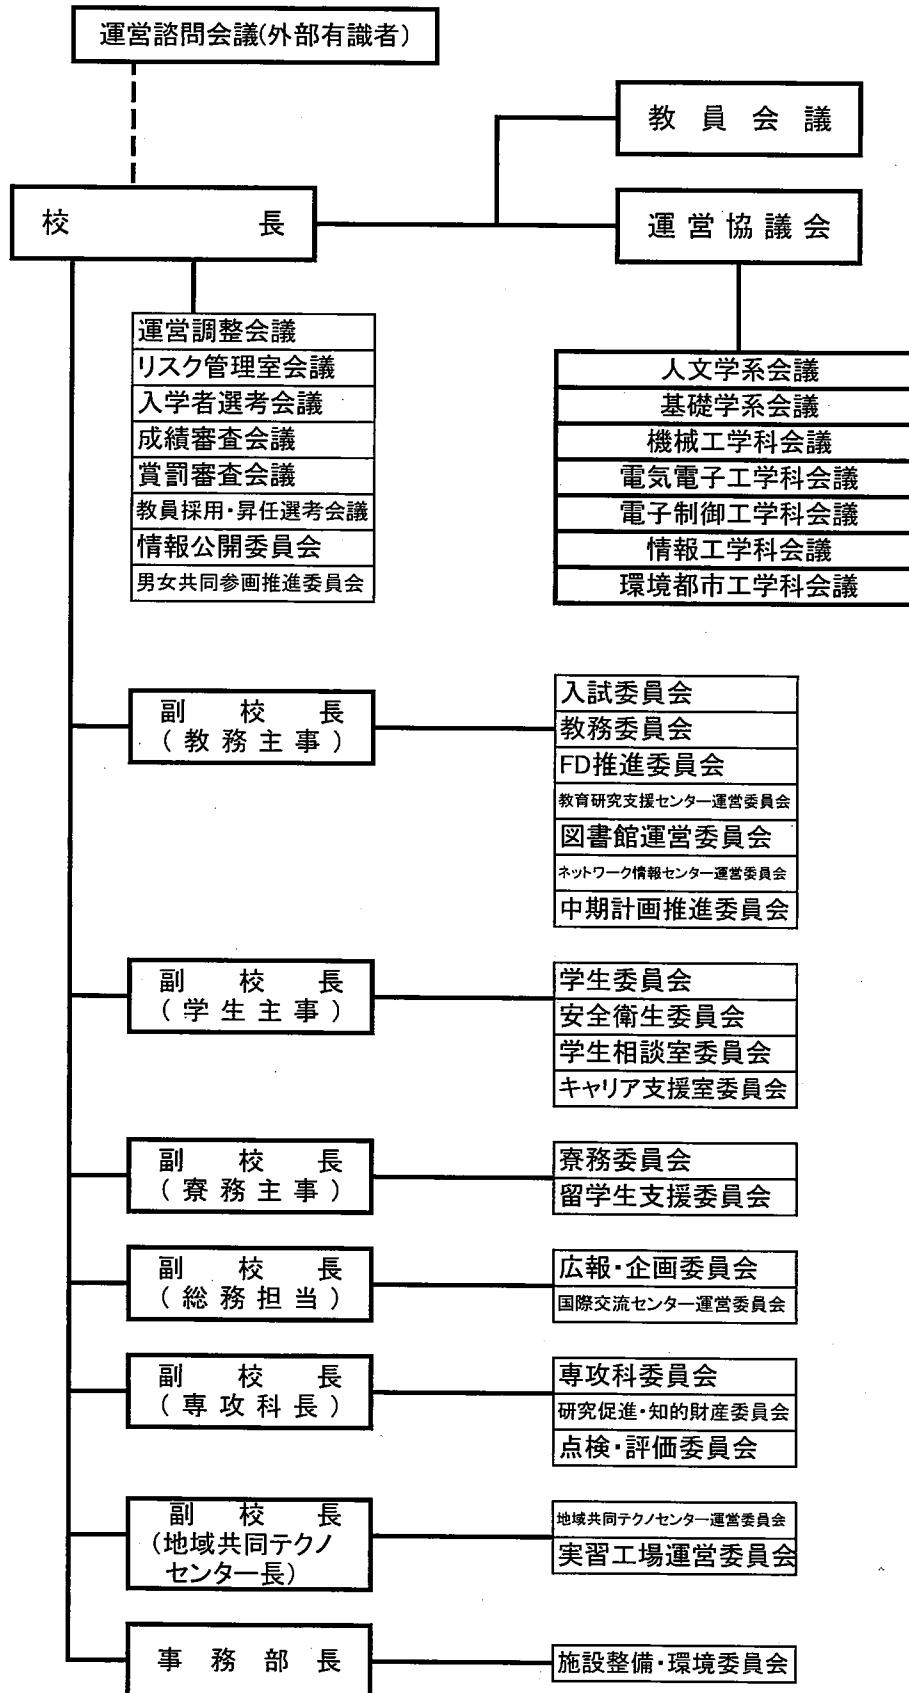 運営諮問会議(外部有識者)
教員会議
校長
運営協議会
運営調整会議
リスク管理室会議
入学者選考会議
成績審査会議
賞罰審査会議
教員採用・昇任選考会議
情報公開委員会
男女共同参画推進委員会
人文学系会議
基礎学系会議
機械工学科会議
電気電子工学科会議
電子制御工学科会議
情報工学科会議
環境都市工学科会議
副校長
(教務主事)
入試委員会
教務委員会
FD推進委員会
教育研究支援センター運営委員会
図書館運営委員会
ネットワーク情報センター運営委員会
中期計画推進委員会
副校長
(学生主事)
学生委員会
安全衛生委員会
学生相談室委員会
キャリア支援室委員会
副校長
(寮務主事)
寮務委員会
留学生支援委員会
副校長
(総務担当)
広報・企画委員会
国際交流センター運営委員会
副校長
(専攻科長)
専攻科委員会
研究促進・知的財産委員会
点検・評価委員会
副校長
(地域共同テクノ
センター長)
地域共同テクノセンター運営委員会
実習工場運営委員会
事務部長
施設整備・環境委員会